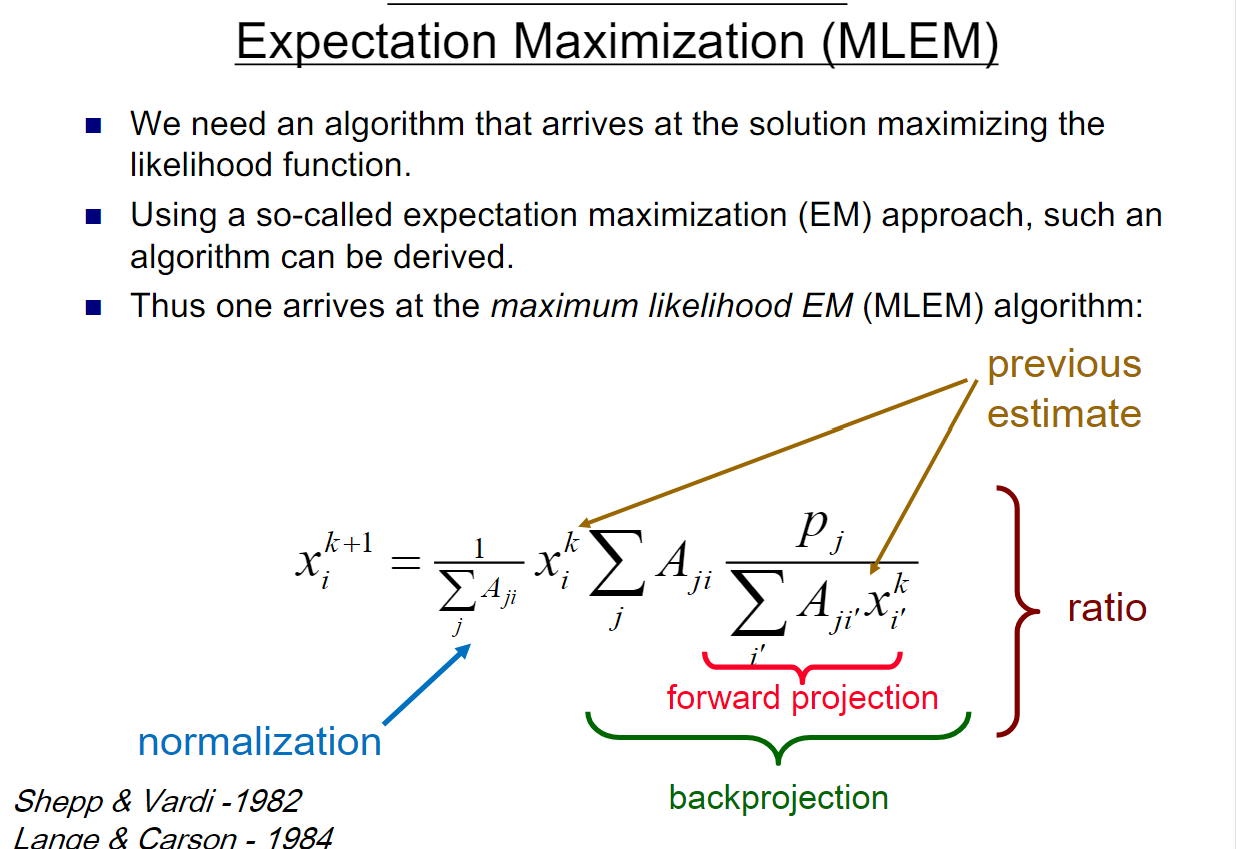 Expectation Maximization (MLEM)
■ We need an algorithm that arrives at the solution maximizing the
likelihood function.
■ Using a so-called expectation maximization (EM) approach, such an
algorithm can be derived.
■ Thus one arrives at the maximum likelihood EM (MLEM) algorithm:
previous
estimate
x_i^{k+1} = \frac{1}{\sum_j A_{ji}} x_i^k \sum_j A_{ji} \frac{p_j}{\sum_{i'} A_{ji'} x_{i'}^k}
ratio
forward projection
normalization
backprojection
Shepp & Vardi -1982
Lange & Carson - 1984